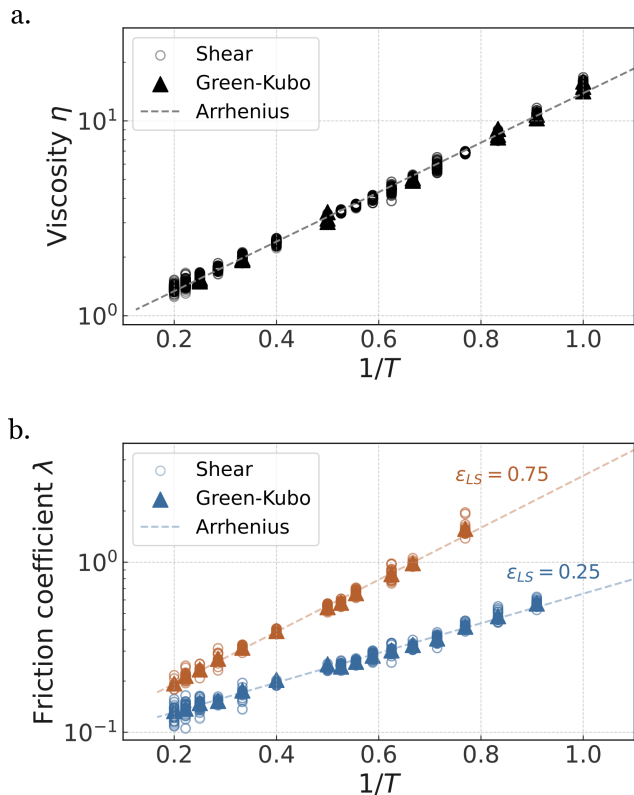 a.
Viscosity η
10¹
10⁰
Shear
Green-Kubo
Arrhenius
0.2 0.4 0.6 0.8 1.0
1/T
b.
Friction coefficient λ
10⁰
10⁻¹
Shear
Green-Kubo
Arrhenius
ε_LS = 0.75
ε_LS = 0.25
0.2 0.4 0.6 0.8 1.0
1/T